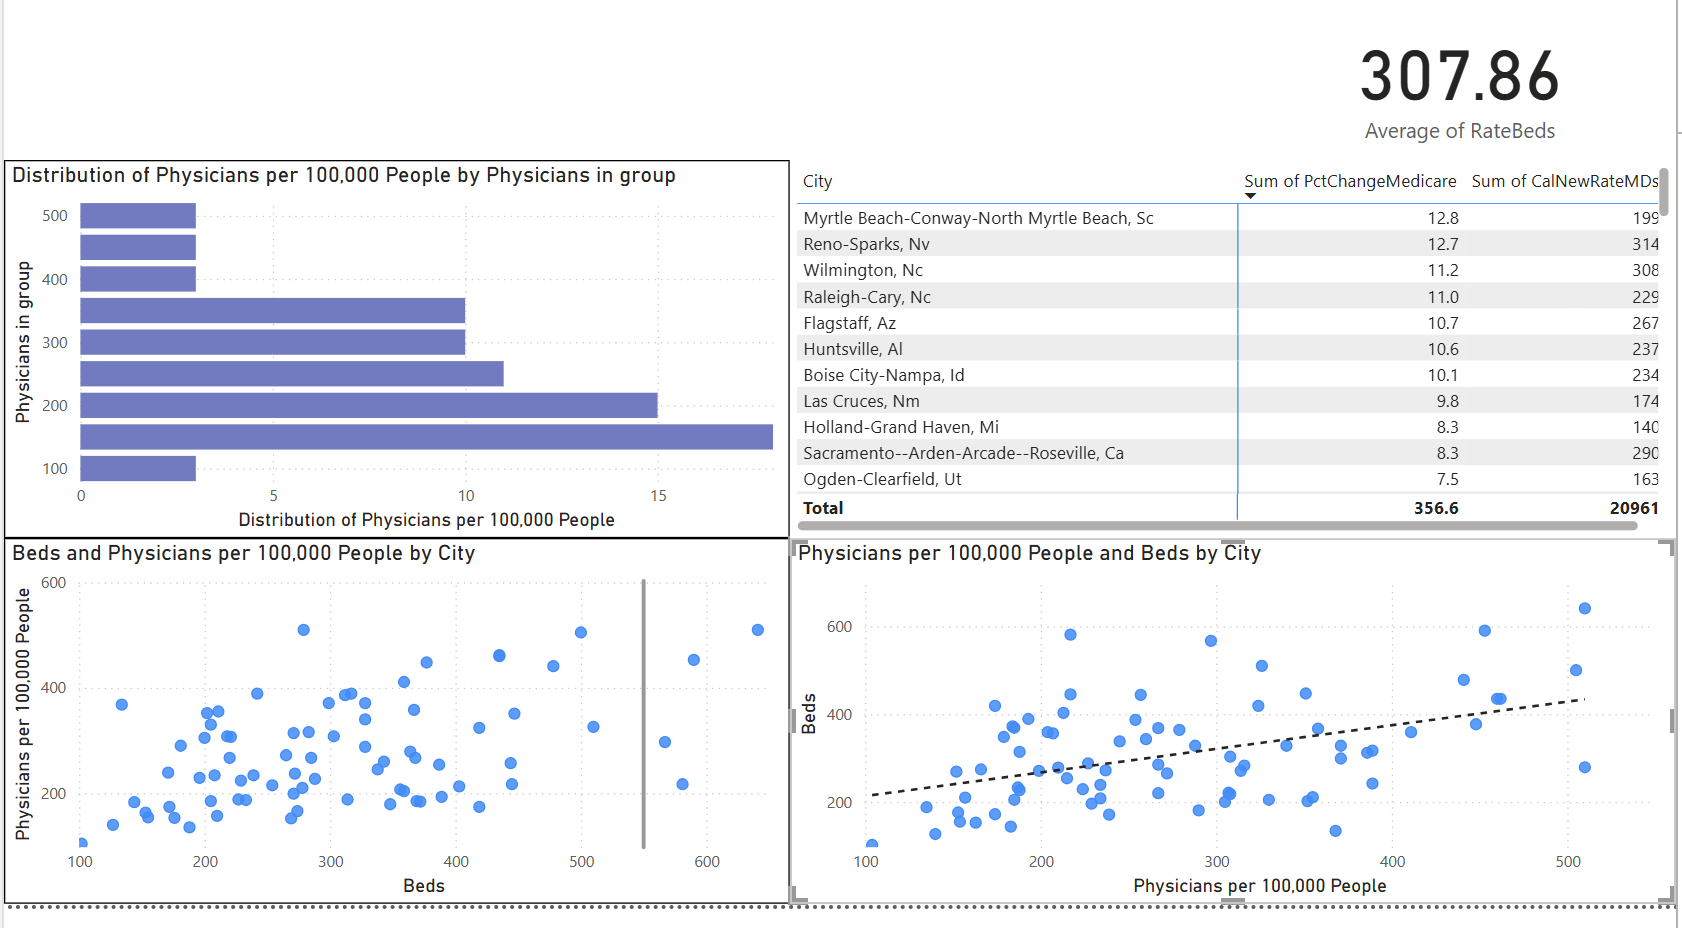 307.86
Average of RateBeds
Distribution of Physicians per 100,000 People by Physicians in group
Physicians in group
500
400
300
200
100
0 5 10 15
Distribution of Physicians per 100,000 People
City Sum of PctChangeMedicare Sum of CalNewRateMDs
Myrtle Beach-Conway-North Myrtle Beach, Sc 12.8 199
Reno-Sparks, Nv 12.7 314
Wilmington, Nc 11.2 308
Raleigh-Cary, Nc 11.0 229
Flagstaff, Az 10.7 267
Huntsville, Al 10.6 237
Boise City-Nampa, Id 10.1 234
Las Cruces, Nm 9.8 174
Holland-Grand Haven, Mi 8.3 140
Sacramento--Arden-Arcade--Roseville, Ca 8.3 290
Ogden-Clearfield, Ut 7.5 163
Total 356.6 20961
Beds and Physicians per 100,000 People by City
Physicians per 100,000 People
600
400
200
100 200 300 400 500 600
Beds
Physicians per 100,000 People and Beds by City
Beds
600
400
200
100 200 300 400 500
Physicians per 100,000 People